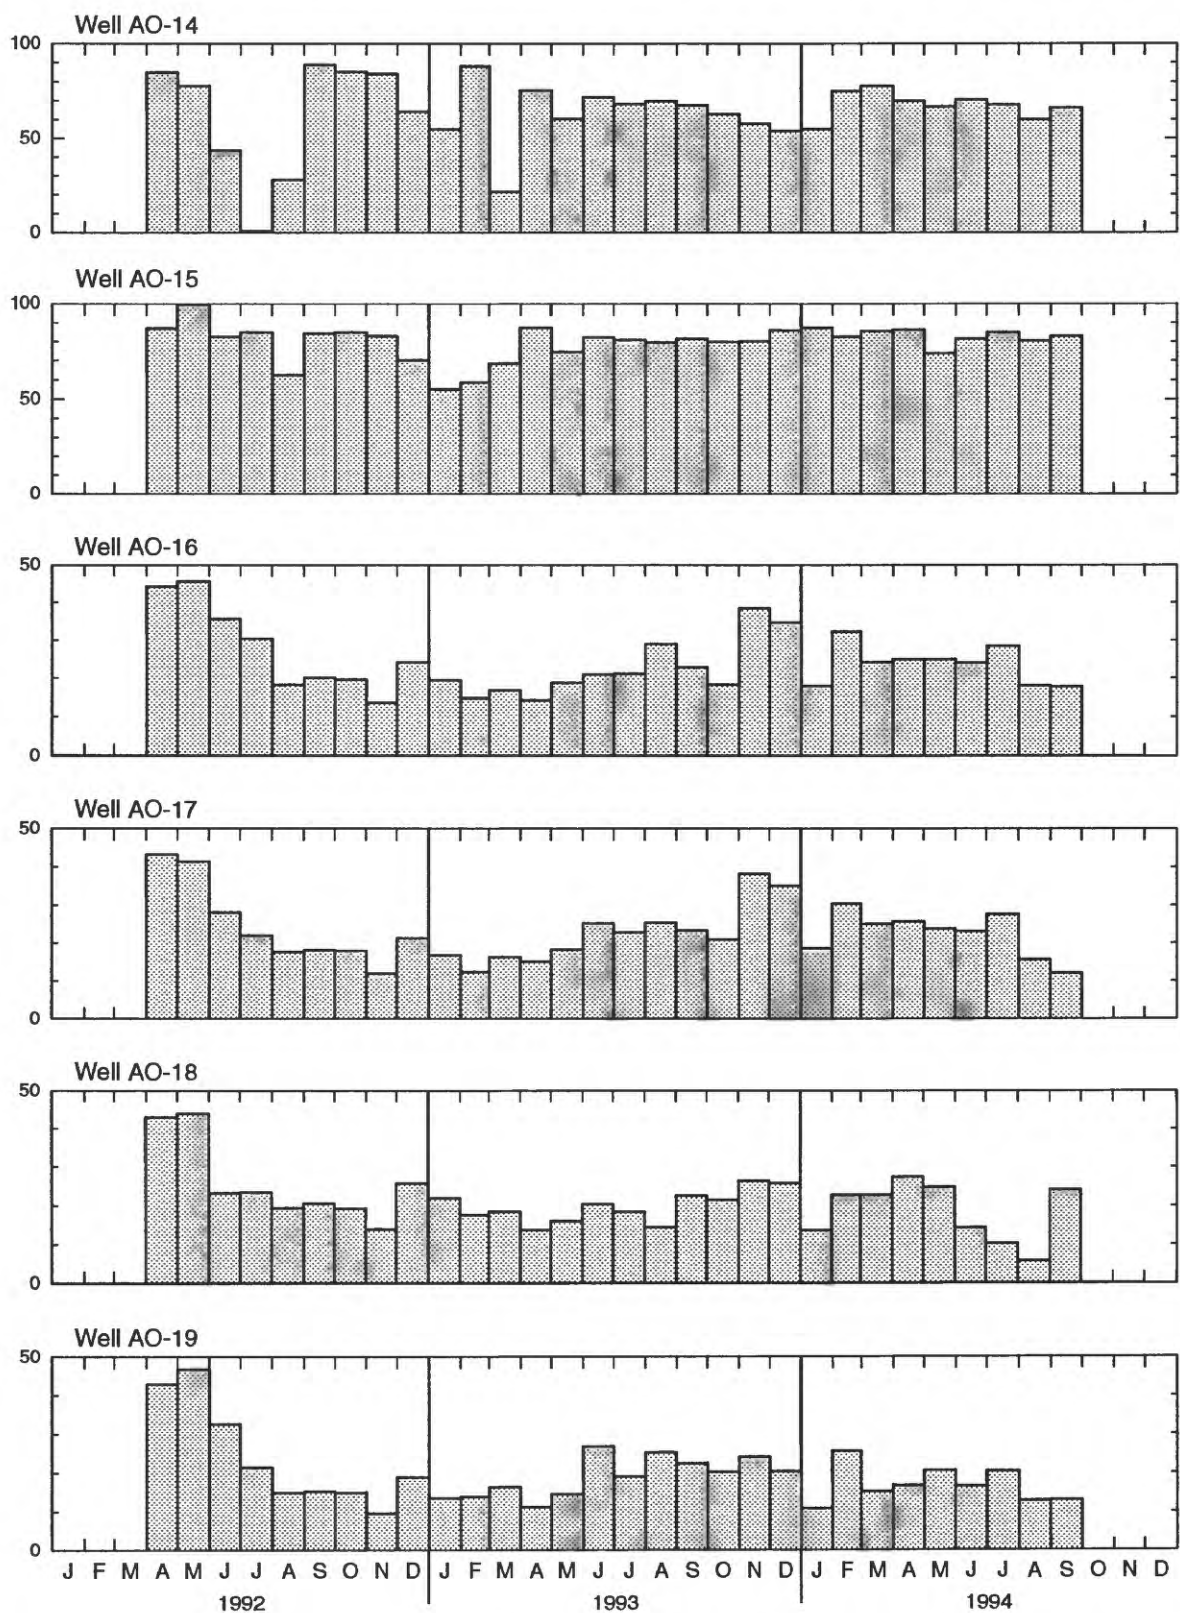 Well AO-14
100
50
0
Well AO-15
100
50
0
Well AO-16
50
0
Well AO-17
50
0
Well AO-18
50
0
Well AO-19
50
0
J F M A M J J A S O N D J F M A M J J A S O N D J F M A M J J A S O N D
1992 1993 1994